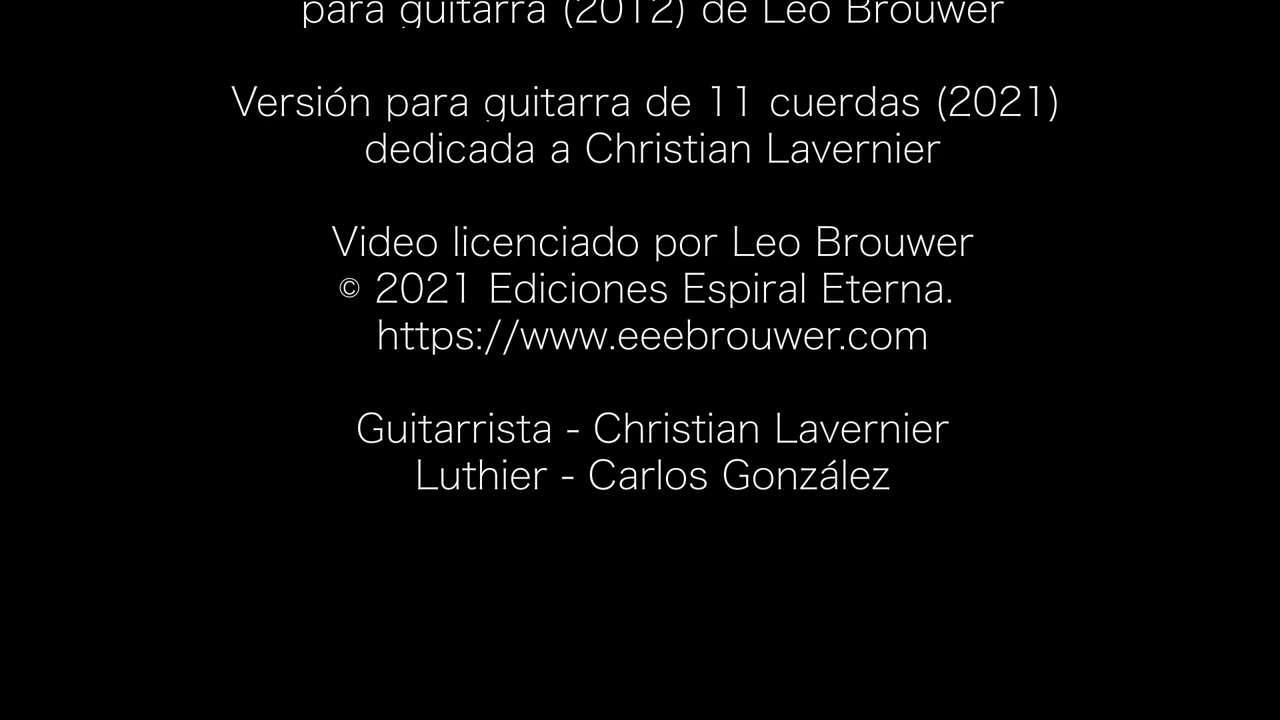 para guitarra (2012) de Leo Brouwer
Versión para guitarra de 11 cuerdas (2021)
dedicada a Christian Lavernier
Video licenciado por Leo Brouwer
© 2021 Ediciones Espiral Eterna.
https://www.eeebrouwer.com
Guitarrista - Christian Lavernier
Luthier - Carlos González